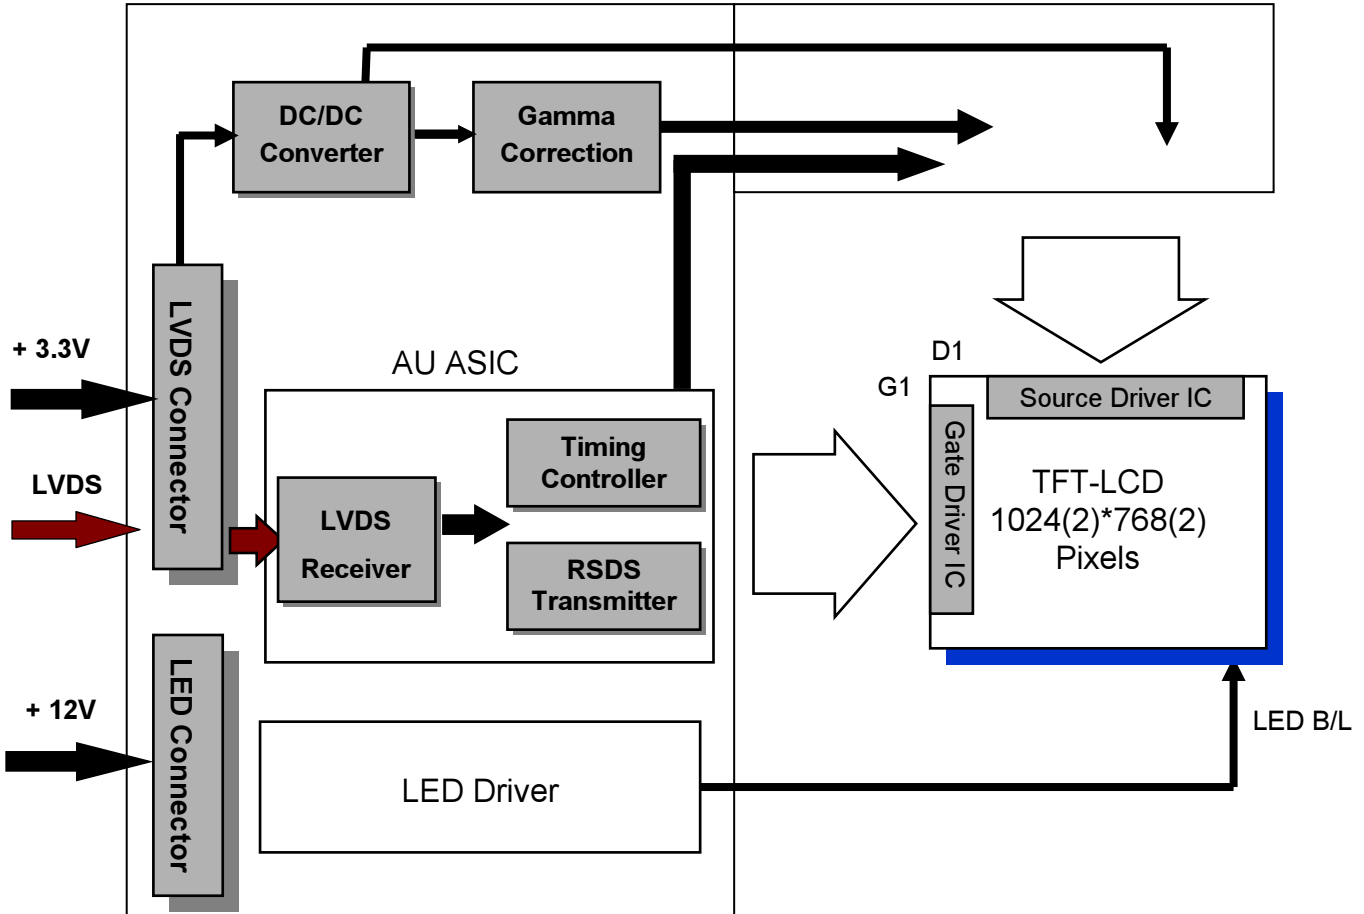 DC/DC
Converter
Gamma
Correction
+ 3.3V
LVDS
LVDS Connector
AU ASIC
LVDS
Receiver
Timing
Controller
RSDS
Transmitter
D1
G1
Source Driver IC
Gate Driver IC
TFT-LCD
1024(2)*768(2)
Pixels
+ 12V
LED Connector
LED Driver
LED B/L